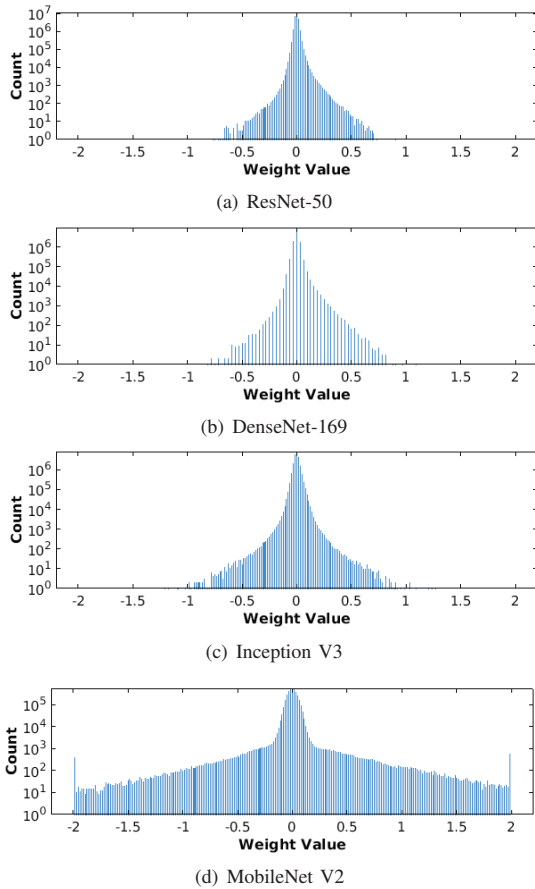 10^7
10^6
10^5
10^4
10^3
10^2
10^1
10^0
Count
-2 -1.5 -1 -0.5 0 0.5 1 1.5 2
Weight Value
(a) ResNet-50
10^6
10^5
10^4
10^3
10^2
10^1
10^0
Count
-2 -1.5 -1 -0.5 0 0.5 1 1.5 2
Weight Value
(b) DenseNet-169
10^6
10^5
10^4
10^3
10^2
10^1
10^0
Count
-2 -1.5 -1 -0.5 0 0.5 1 1.5 2
Weight Value
(c) Inception V3
10^5
10^4
10^3
10^2
10^1
10^0
Count
-2 -1.5 -1 -0.5 0 0.5 1 1.5 2
Weight Value
(d) MobileNet V2